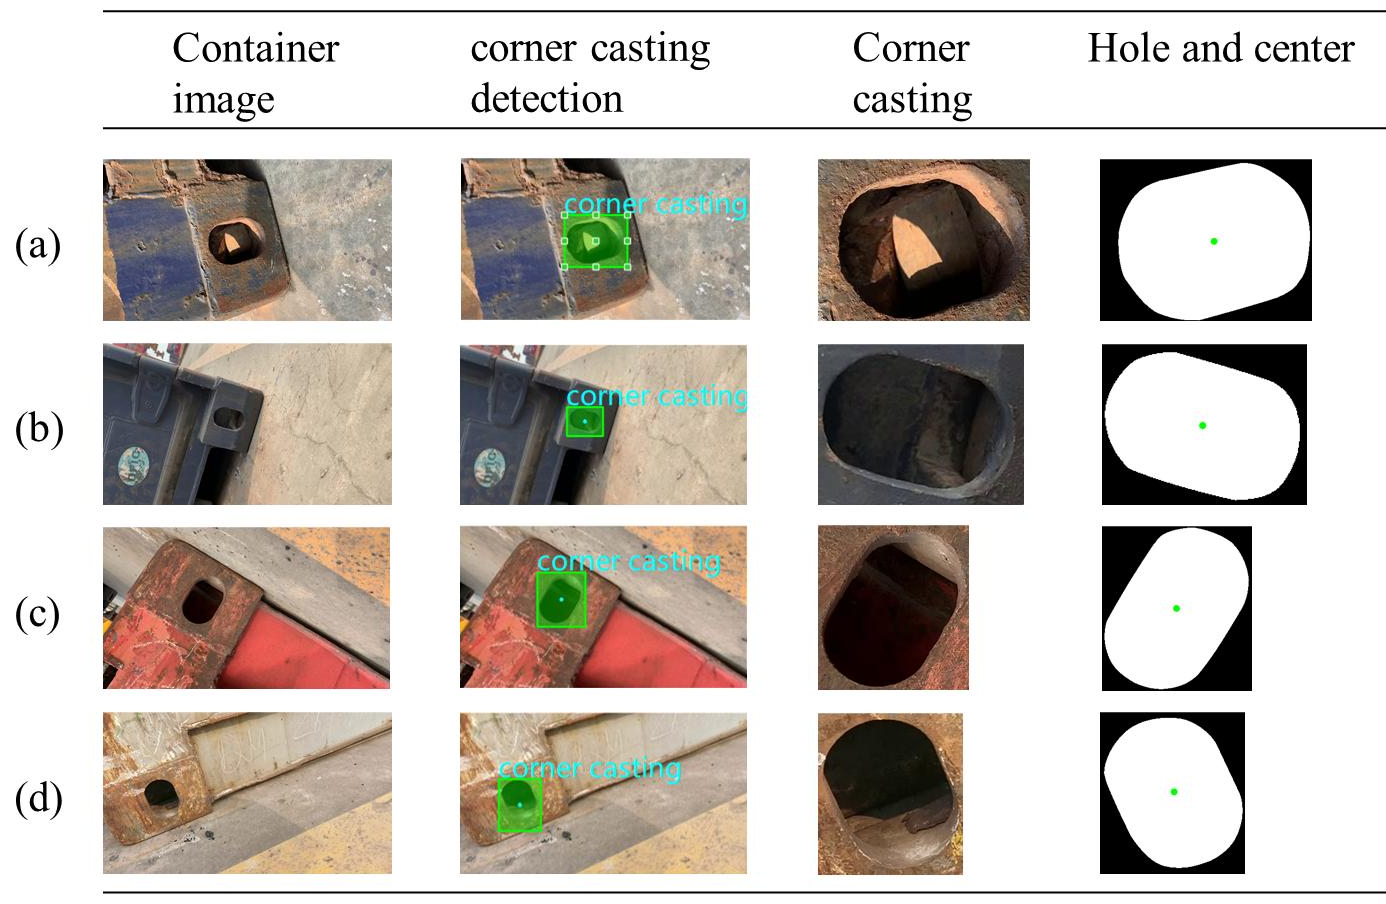 Container image
corner casting detection
Corner casting
Hole and center
(a)
corner casting
(b)
corner casting
(c)
corner casting
(d)
corner casting